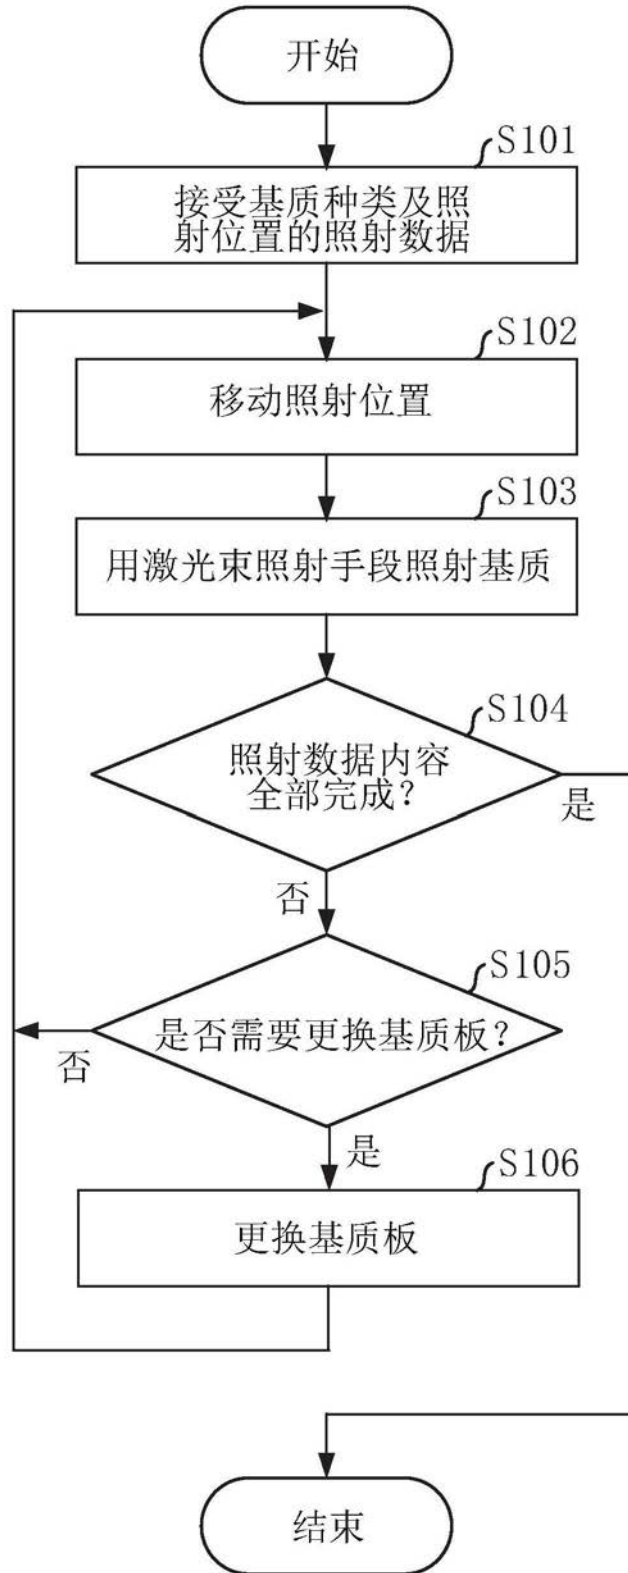 开始
S101
接受基质种类及照
射位置的照射数据
S102
移动照射位置
S103
用激光束照射手段照射基质
S104
照射数据内容
全部完成?
是
否
S105
是否需要更换基质板?
否
是
S106
更换基质板
结束